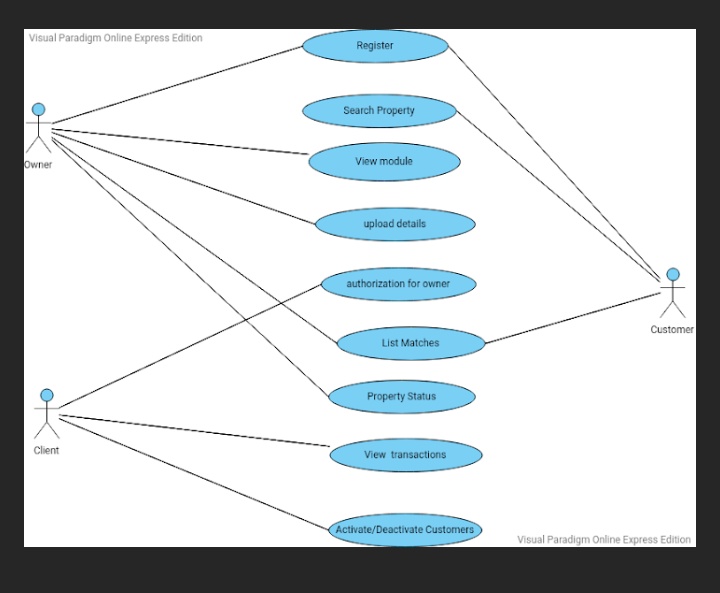 Visual Paradigm Online Express Edition
Register
Search Property
Owner
View module
upload details
authorization for owner
Customer
List Matches
Property Status
Client
View transactions
Activate/Deactivate Customers
Visual Paradigm Online Express Edition